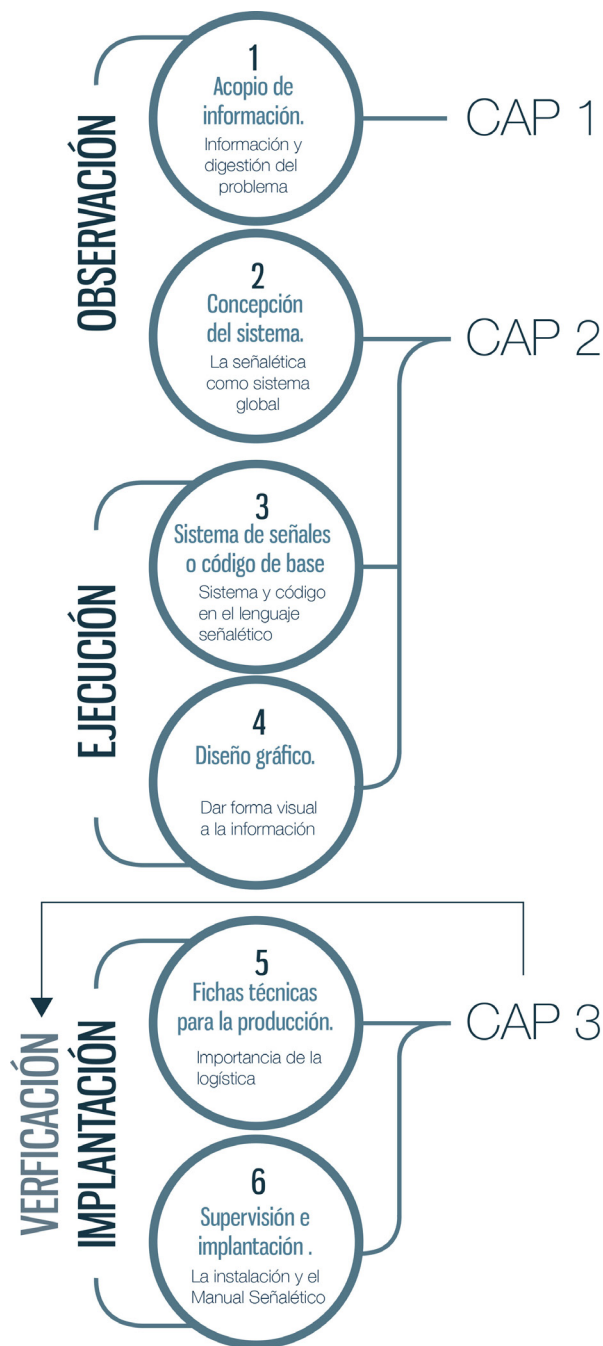 OBSERVACIÓN
1
Acopio de
información.
Información y
digestión del
problema
CAP 1
2
Concepción
del sistema.
La señalética
como sistema
global
CAP 2
EJECUCIÓN
3
Sistema de señales
o código de base
Sistema y código
en el lenguaje
señalético
4
Diseño gráfico.
Dar forma visual
a la información
VERFICACIÓN
IMPLANTACIÓN
5
Fichas técnicas
para la producción.
Importancia de la
logística
CAP 3
6
Supervisión e
implantación .
La instalación y el
Manual Señalético